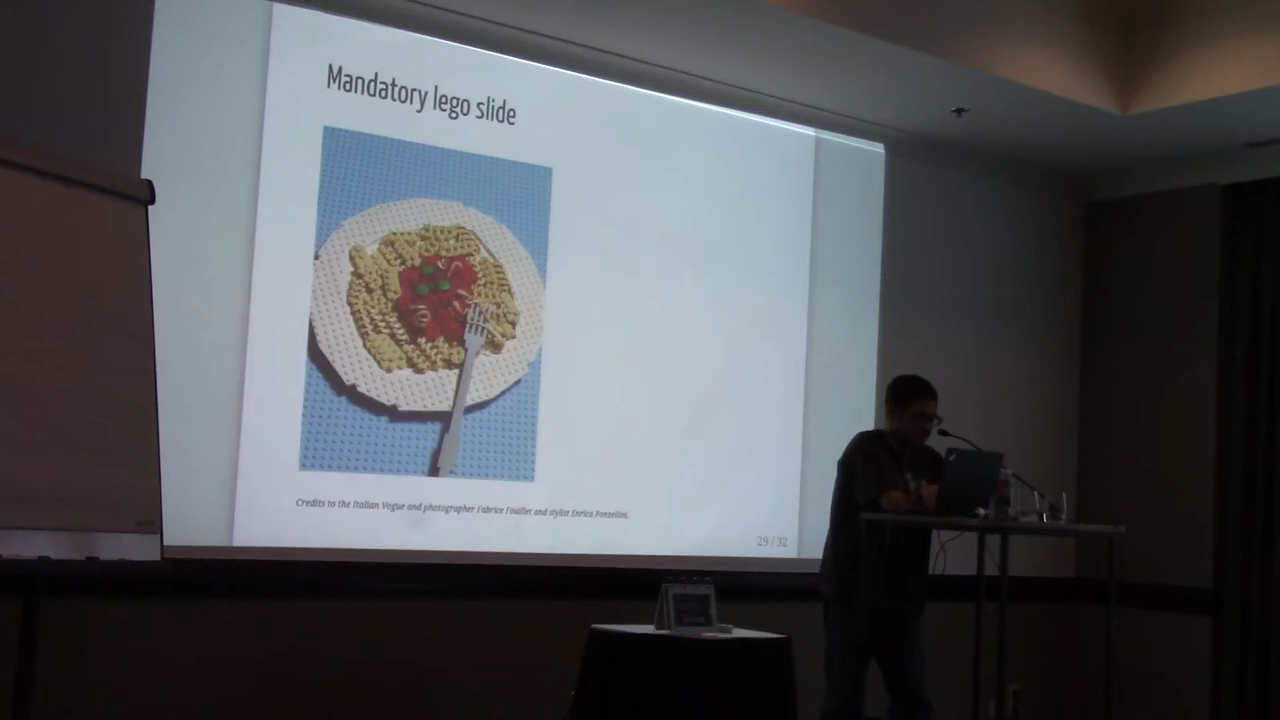 Mandatory lego slide
Credits to the Italian Vogue and photographer Fabrice Fouillet and stylist Enrica Ponzellini.
29 / 32